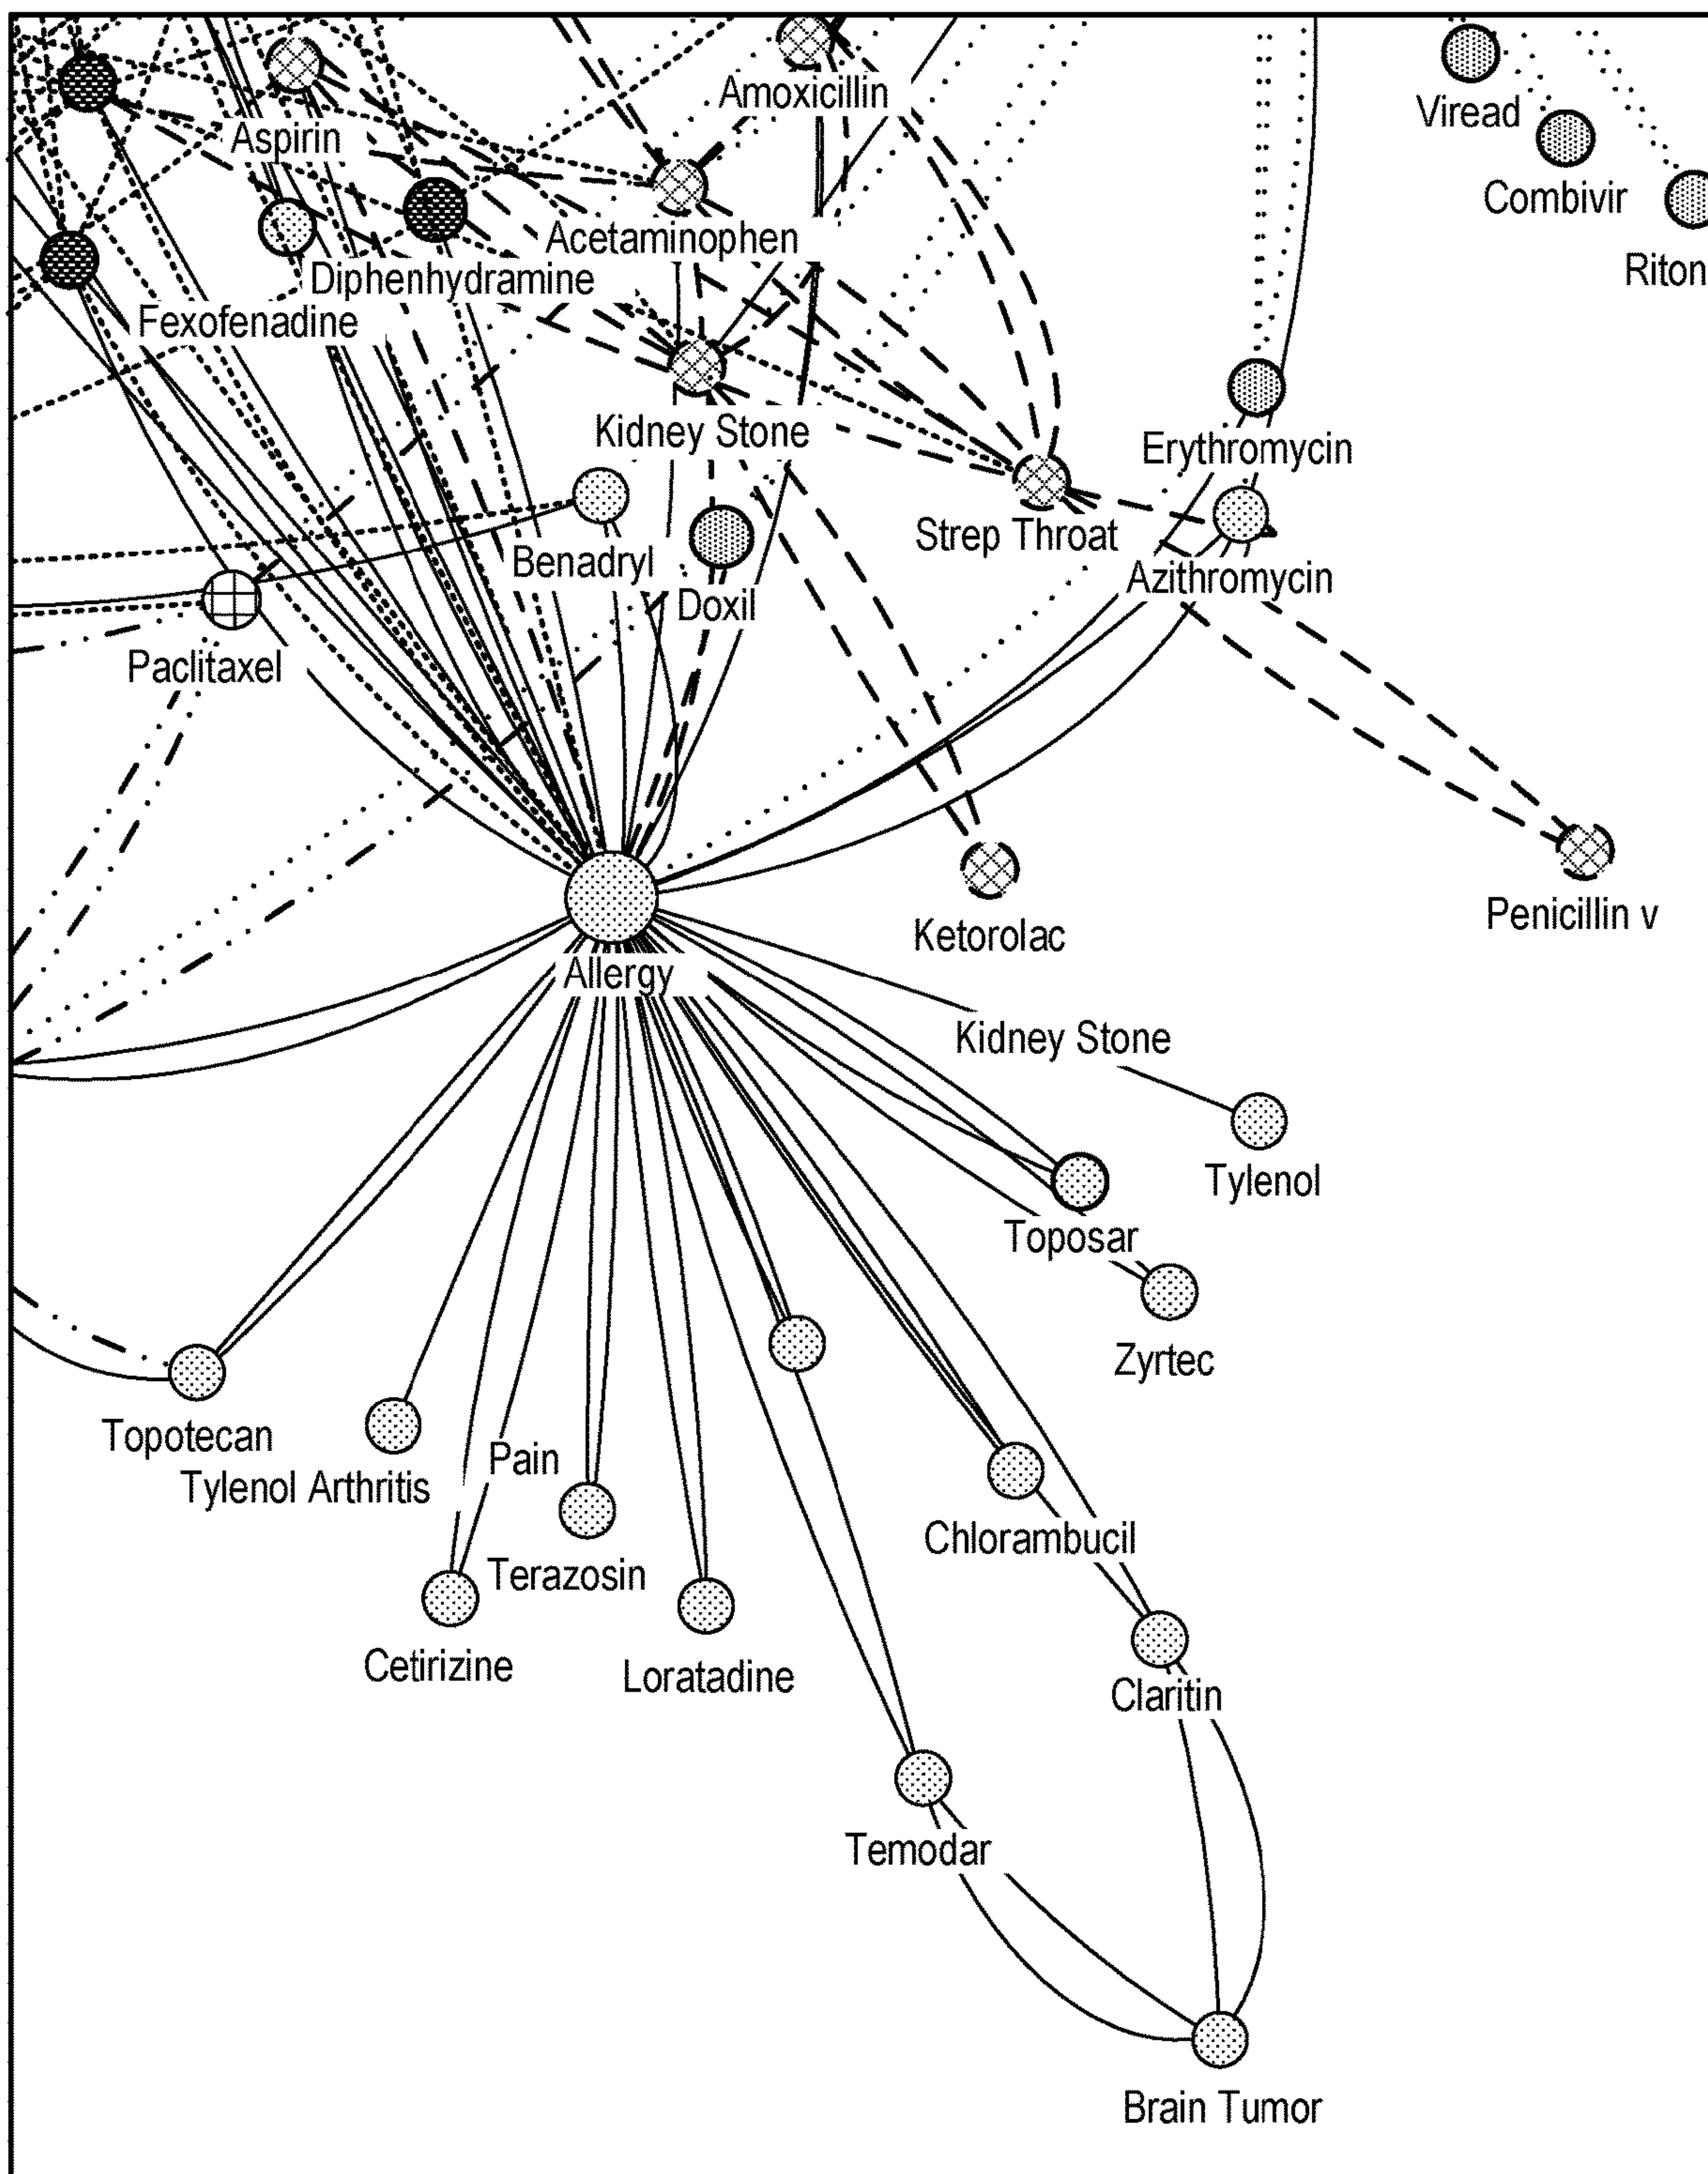 Amoxicillin
Viread
Aspirin
Combivir
Acetaminophen
Riton
Diphenhydramine
Fexofenadine
Kidney Stone
Erythromycin
Strep Throat
Benadryl
Azithromycin
Doxil
Paclitaxel
Penicillin v
Ketorolac
Allergy
Kidney Stone
Tylenol
Toposar
Zyrtec
Topotecan
Pain
Tylenol Arthritis
Chlorambucil
Terazosin
Cetirizine
Loratadine
Claritin
Temodar
Brain Tumor